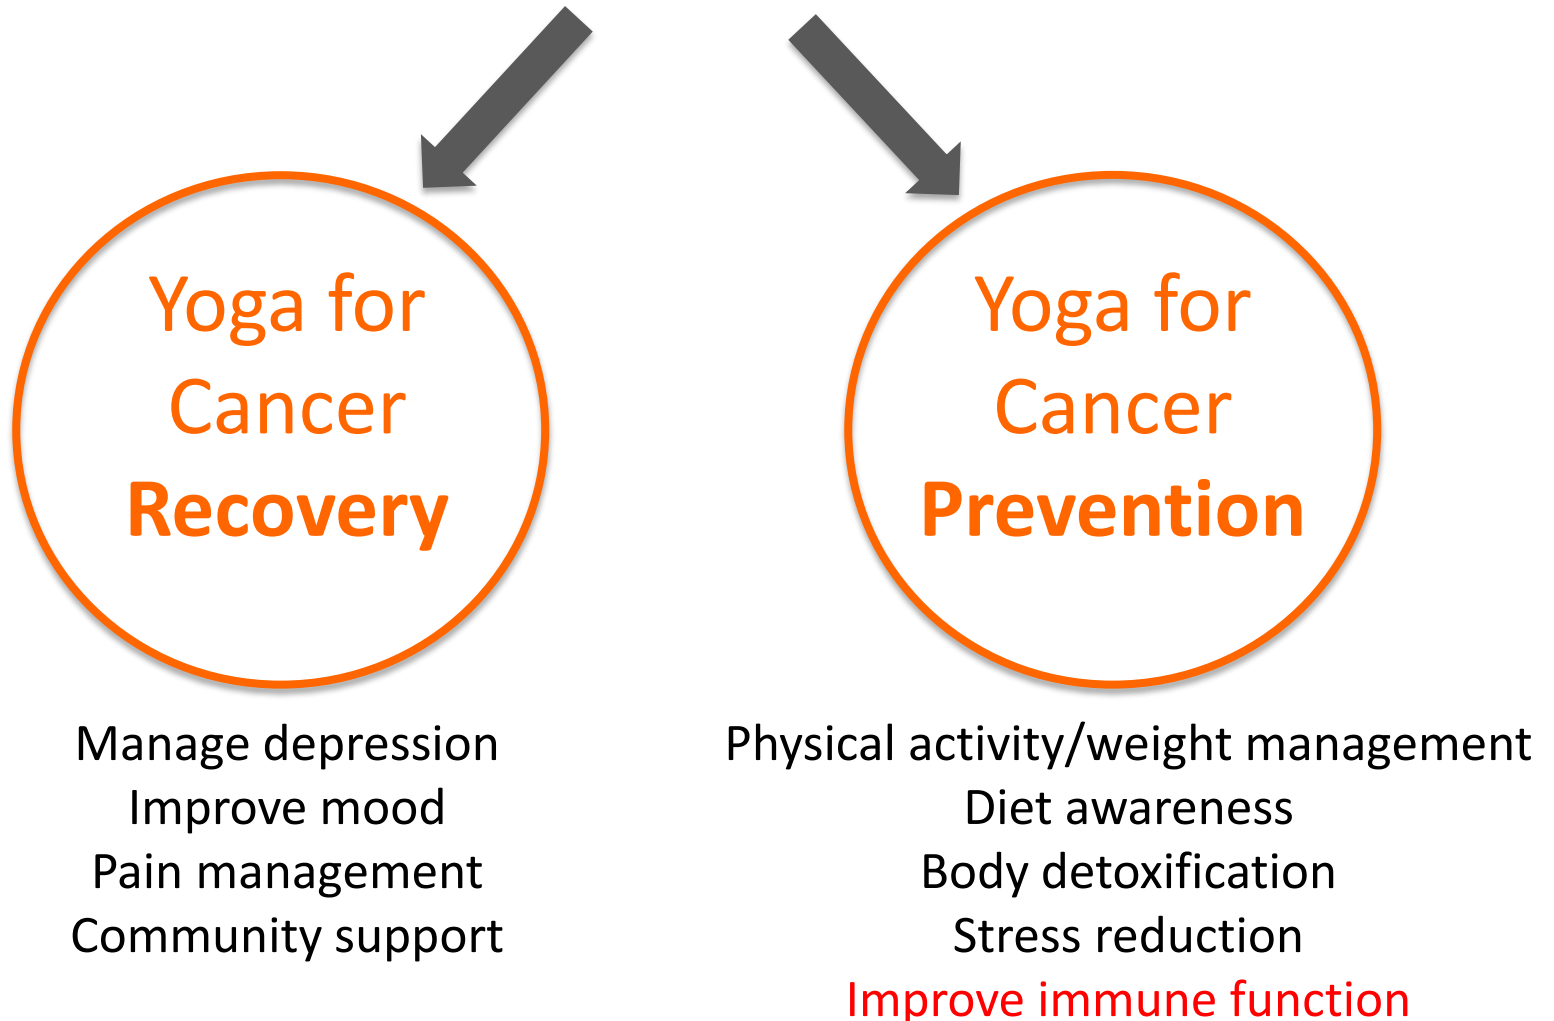 Yoga for
Cancer
Recovery
Manage depression
Improve mood
Pain management
Community support
Yoga for
Cancer
Prevention
Physical activity/weight management
Diet awareness
Body detoxification
Stress reduction
Improve immune function